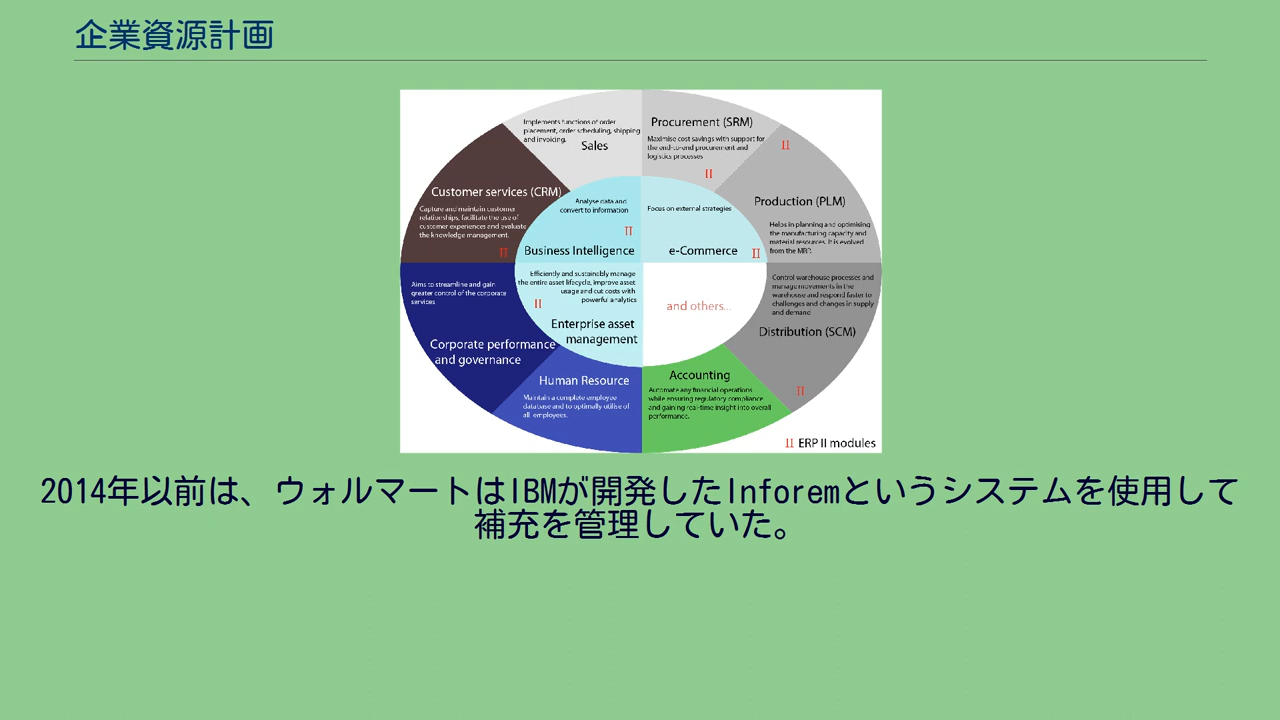 企業資源計画
Implements functions of order
placement, order scheduling, shipping
and invoicing.
Sales
Procurement (SRM)
Maximise cost savings with support for
the end-to-end procurement and
logistics processes
II
II
Production (PLM)
Helps in planning and optimising
the manufacturing capacity and
material resources. It is evolved
from the MRP.
Customer services (CRM)
Capture and maintain customer
relationships, facilitate the use of
customer experiences and evaluate
the knowledge management.
II
Analyse data and
convert to information
II
Business Intelligence
Focus on external strategies
e-Commerce
II
Aims to streamline and gain
greater control of the corporate
services
Corporate performance
and governance
Efficiently and sustainably manage
the entire asset lifecycle, improve asset
usage and cut costs with
powerful analytics
II
Enterprise asset
management
and others...
Control warehouse processes and
manage movements in the
warehouse and respond faster to
challenges and changes in supply
and demand
Distribution (SCM)
II
Human Resource
Maintain a complete employee
database and to optimally utilise of
all employees.
Accounting
Automate any financial operations
while ensuring regulatory compliance
and gaining real-time insight into overall
performance.
II ERP II modules
2014年以前は、ウォルマートはIBMが開発したInforemというシステムを使用して
補充を管理していた。